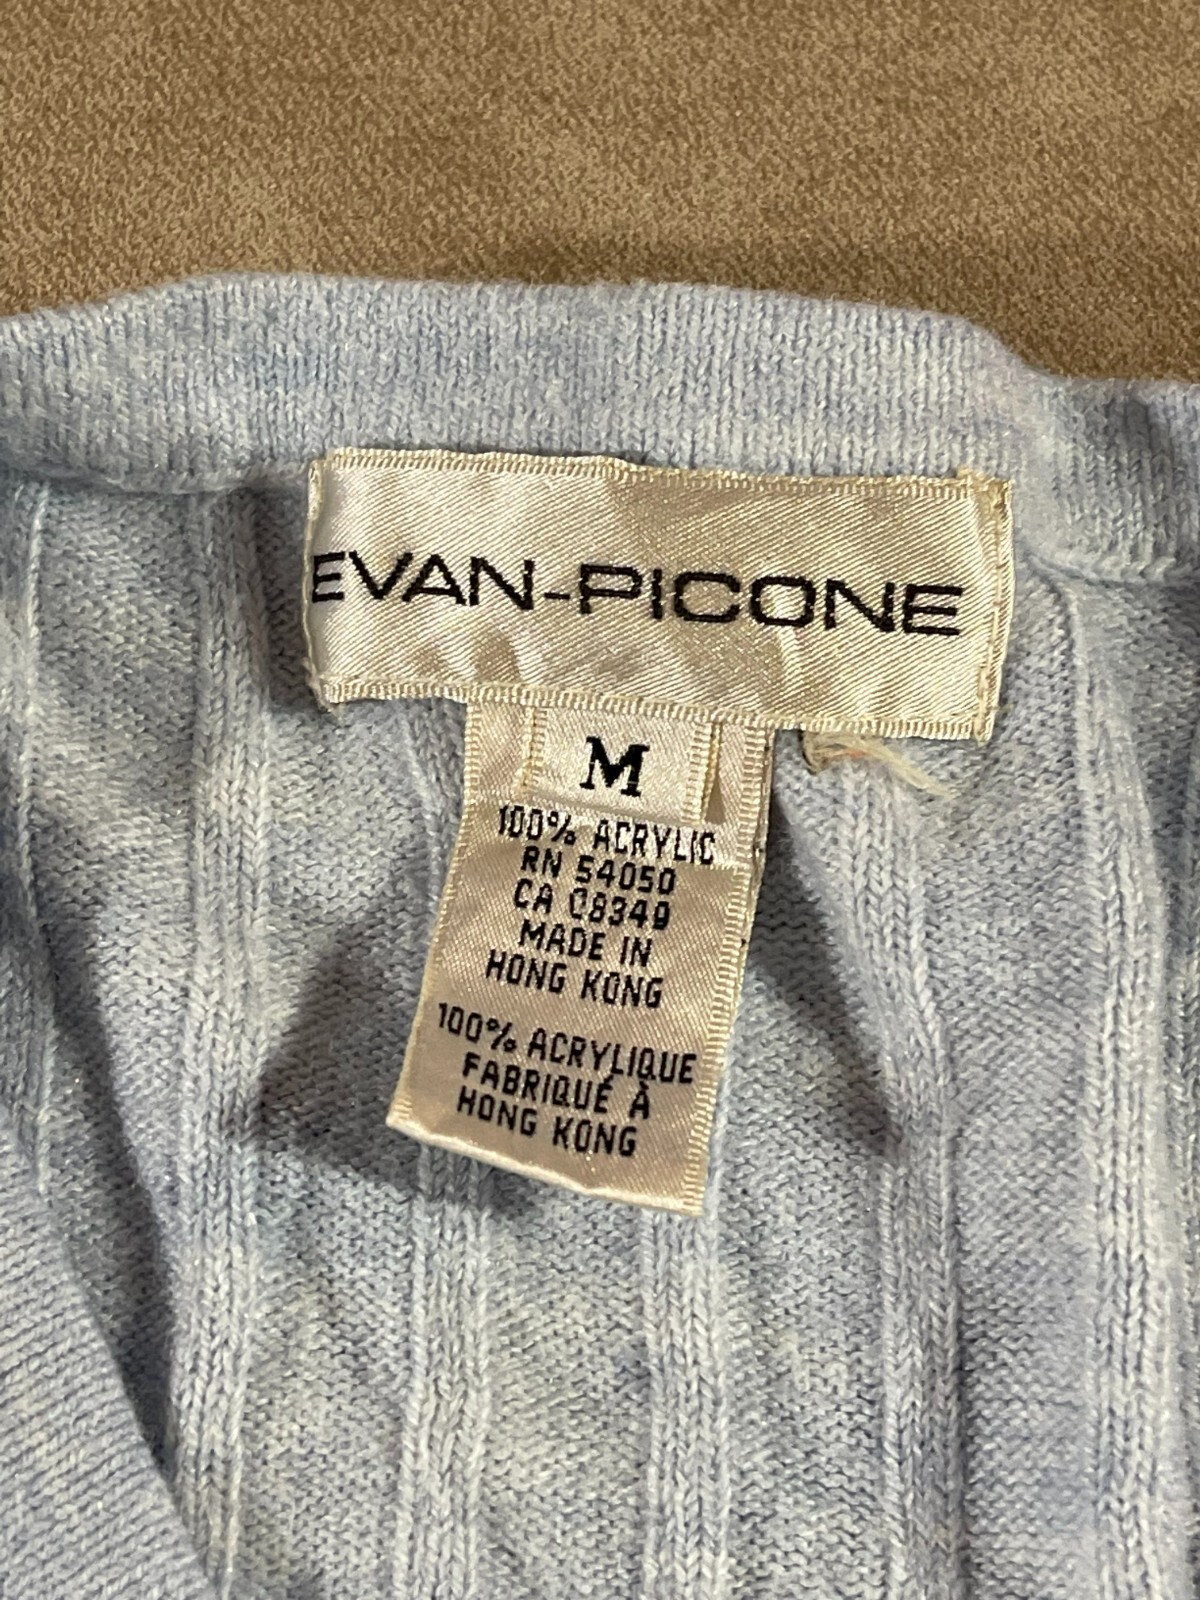 EVAN-PICONE
M
100% ACRYLIC
RN 54050
CA 08349
MADE IN
HONG KONG
100% ACRYLIQUE
FABRIQUÉ À
HONG KONG